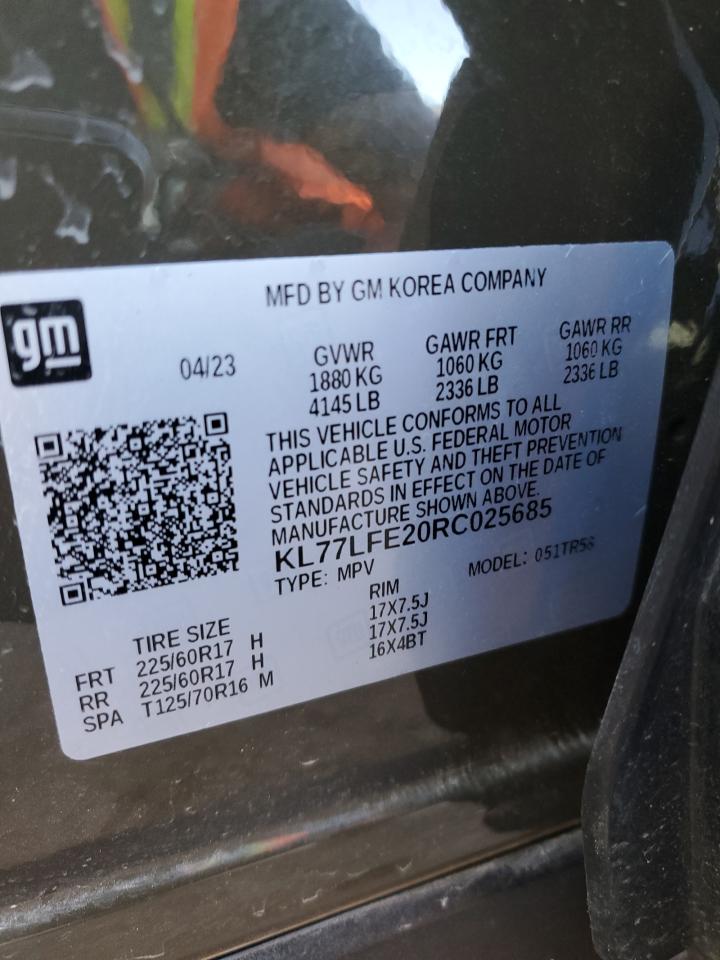 MFD BY GM KOREA COMPANY
gm
04/23
GVWR
1880 KG
4145 LB
GAWR FRT
1060 KG
2336 LB
GAWR RR
1060 KG
2336 LB
THIS VEHICLE CONFORMS TO ALL
APPLICABLE U.S. FEDERAL MOTOR
VEHICLE SAFETY AND THEFT PREVENTION
STANDARDS IN EFFECT ON THE DATE OF
MANUFACTURE SHOWN ABOVE.
KL77LFE20RC025685
TYPE: MPV MODEL: 051TR58
TIRE SIZE RIM
FRT 225/60R17 H 17X7.5J
RR 225/60R17 H 17X7.5J
SPA T125/70R16 M 16X4BT